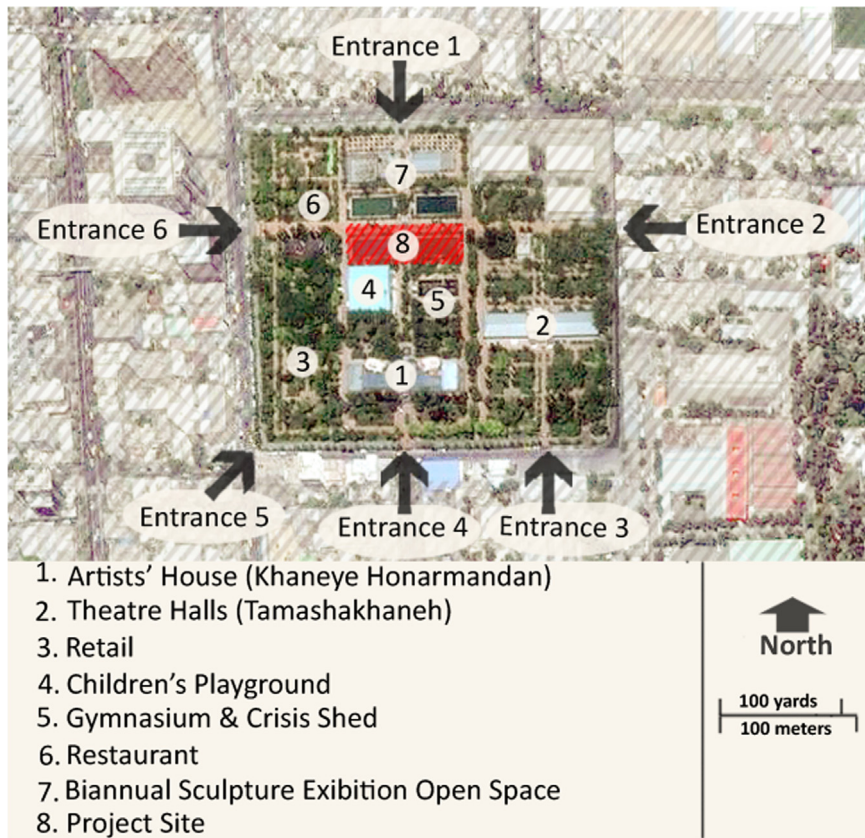 Entrance 1
7
6
Entrance 6
Entrance 2
8
4
5
2
3
1
Entrance 5
Entrance 4
Entrance 3
1. Artists' House (Khaneye Honarmandan)
2. Theatre Halls (Tamashakhaneh)
3. Retail
4. Children's Playground
5. Gymnasium & Crisis Shed
6. Restaurant
7. Biannual Sculpture Exibition Open Space
8. Project Site
North
100 yards
100 meters